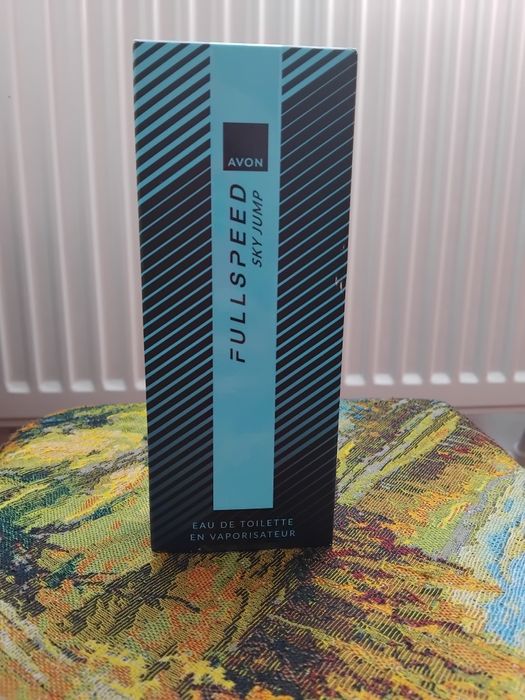 AVON
FULLSPEED
SKY JUMP
EAU DE TOILETTE
EN VAPORISATEUR